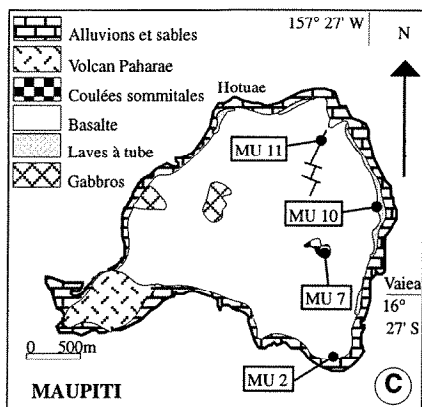 157° 27' W
N
Alluvions et sables
Volcan Paharae
Coulées sommitales
Basalte
Laves à tube
Gabbros
Hotuae
MU 11
MU 10
MU 7
Vaiea
16°
27' S
0 500m
MU 2
MAUPITI
C